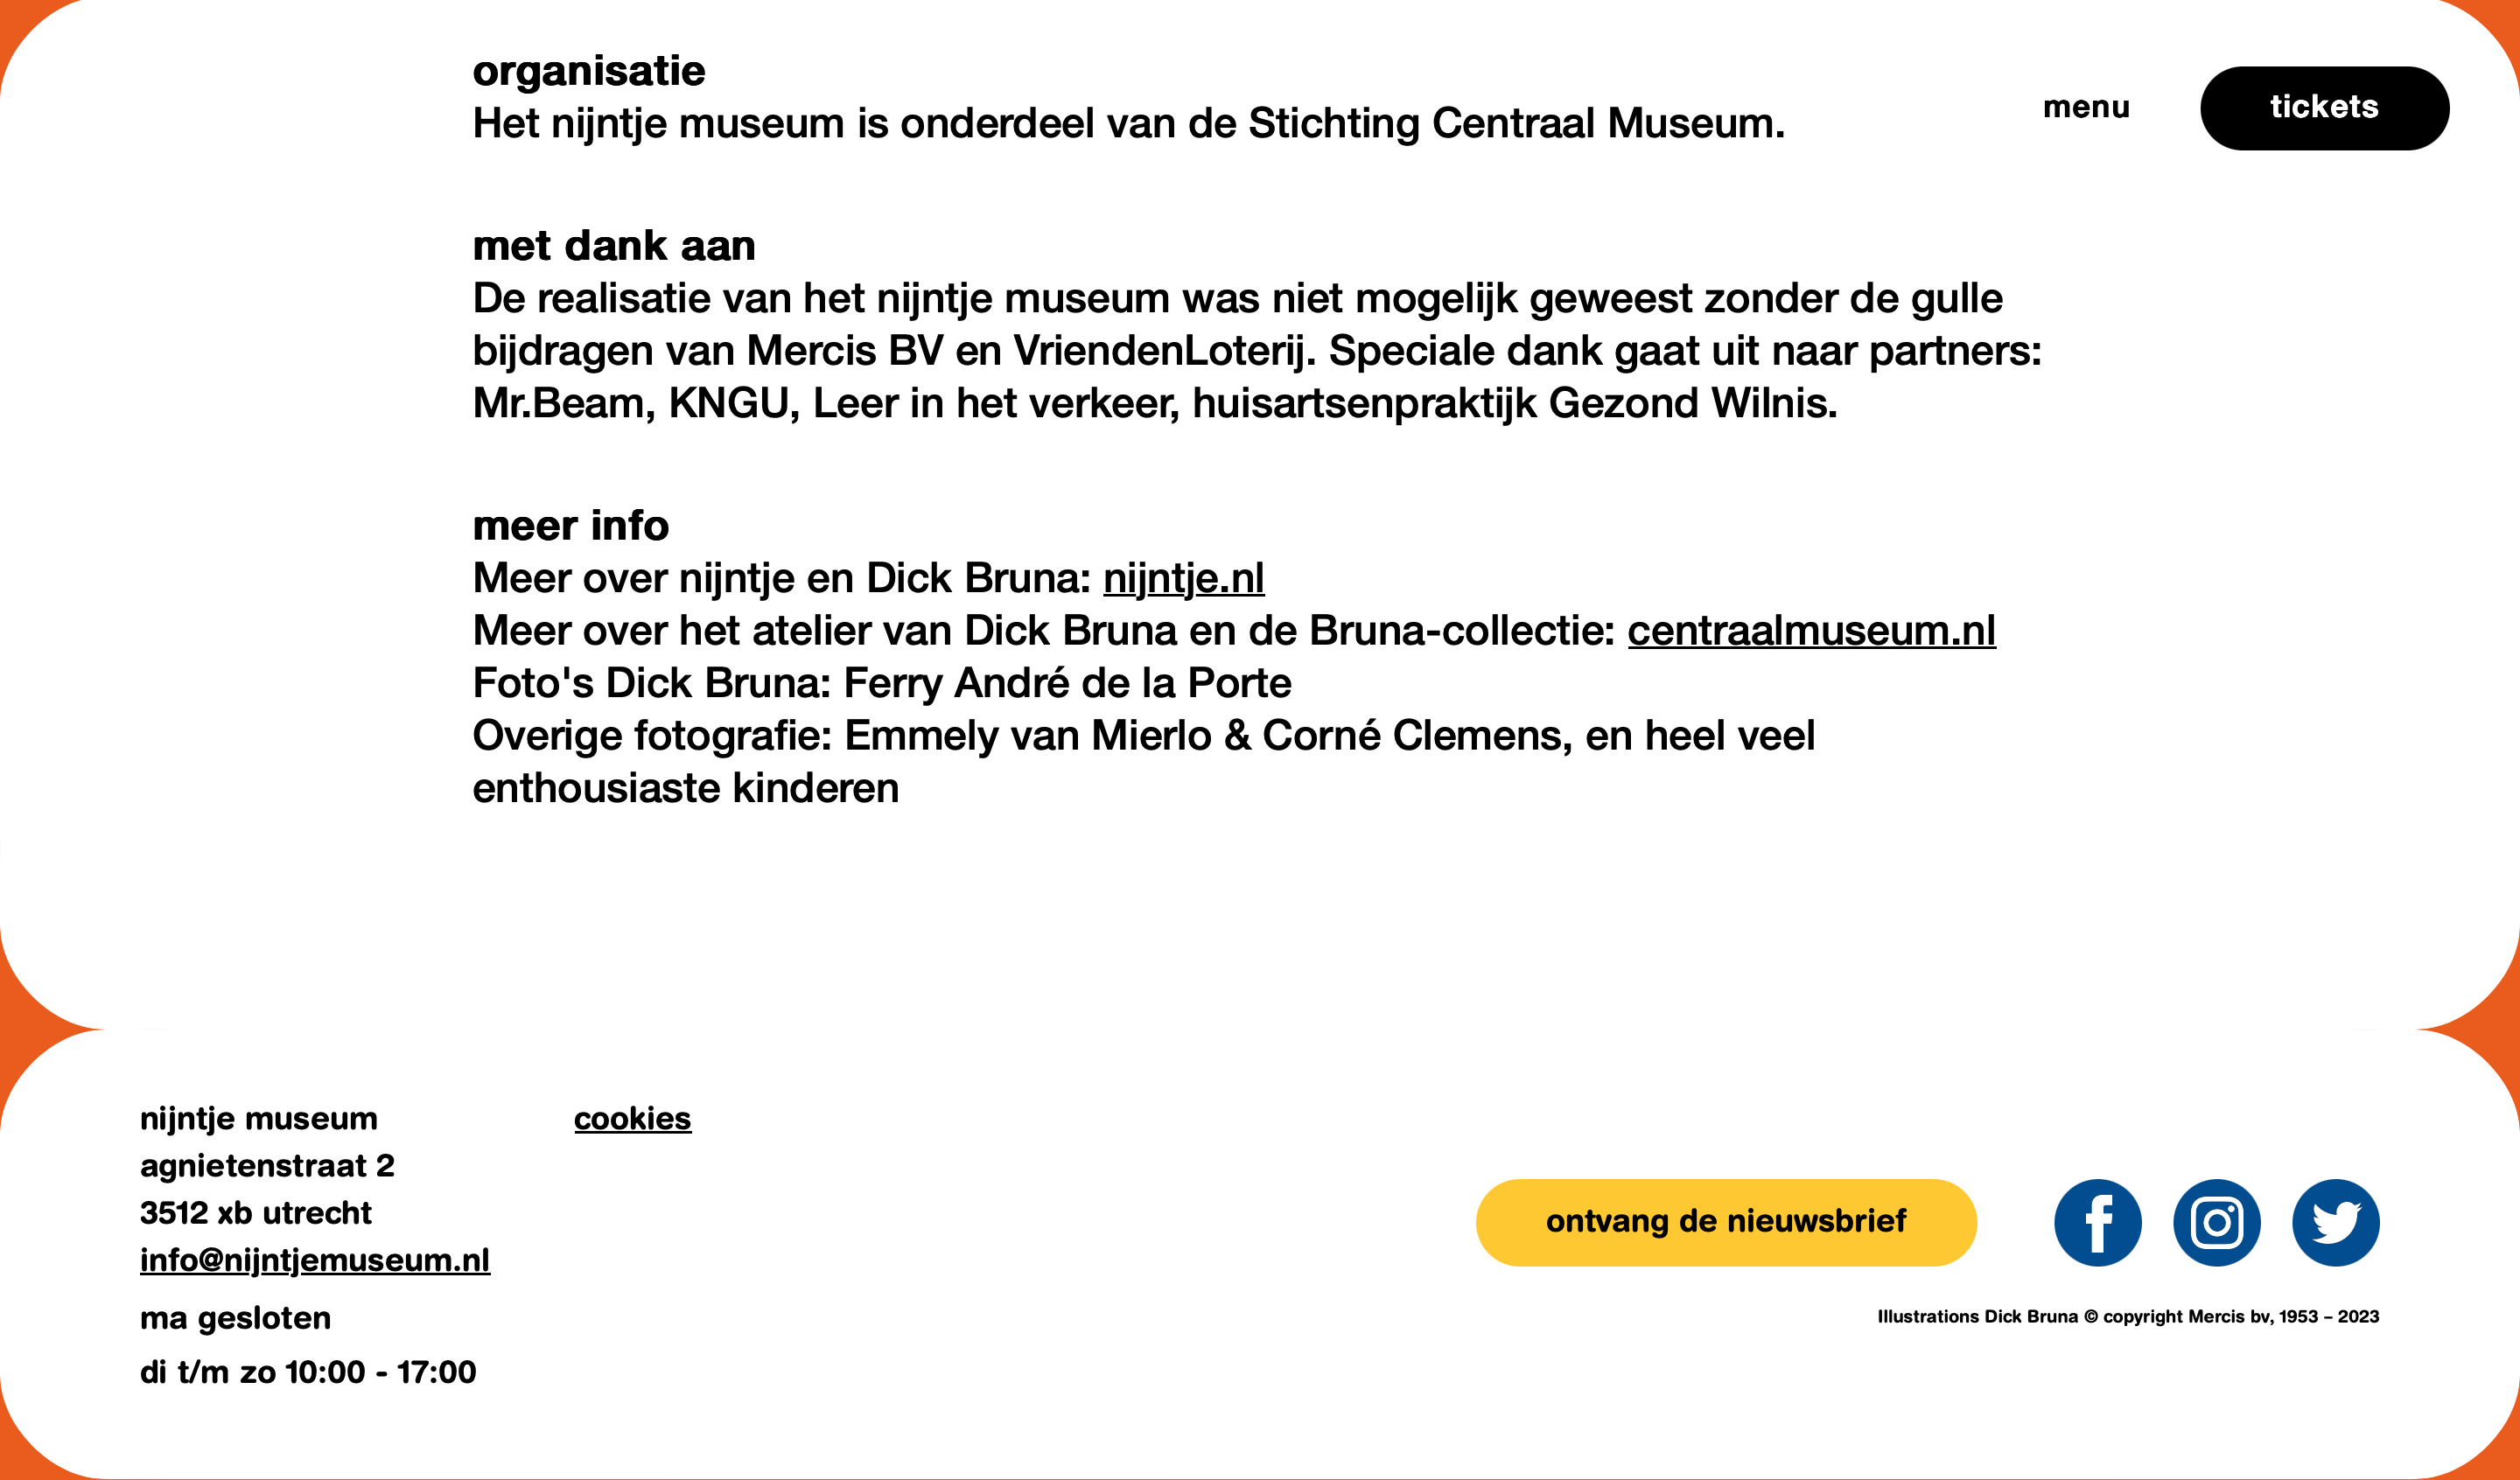 organisatie
Het nijntje museum is onderdeel van de Stichting Centraal Museum.
menu
tickets
met dank aan
De realisatie van het nijntje museum was niet mogelijk geweest zonder de gulle
bijdragen van Mercis BV en VriendenLoterij. Speciale dank gaat uit naar partners:
Mr.Beam, KNGU, Leer in het verkeer, huisartsenpraktijk Gezond Wilnis.
meer info
Meer over nijntje en Dick Bruna: nijntje.nl
Meer over het atelier van Dick Bruna en de Bruna-collectie: centraalmuseum.nl
Foto's Dick Bruna: Ferry André de la Porte
Overige fotografie: Emmely van Mierlo & Corné Clemens, en heel veel
enthousiaste kinderen
nijntje museum
agnietenstraat 2
3512 xb utrecht
info@nijntjemuseum.nl
ma gesloten
di t/m zo 10:00 - 17:00
cookies
ontvang de nieuwsbrief
Illustrations Dick Bruna © copyright Mercis bv, 1953 – 2023